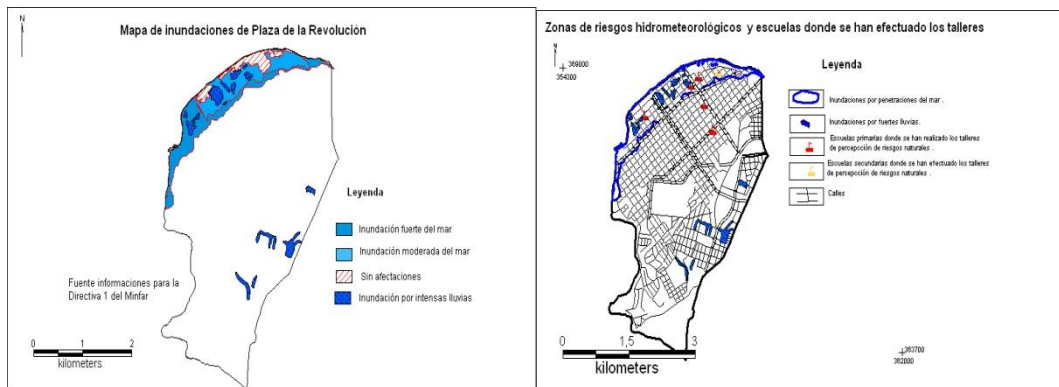 N
Mapa de inundaciones de Plaza de la Revolución
Leyenda
Inundación fuerte del mar
Inundación moderada del mar
Sin afectaciones
Inundación por intensas lluvias
Fuente informaciones para la
Directiva 1 del Minfar
0 1 2
kilometers
Zonas de riesgos hidrometeorológicos y escuelas donde se han efectuado los talleres
N
369000
354000
Leyenda
Inundaciones por penetraciones del mar .
Inundaciones por fuertes lluvias.
Escuelas primarias donde se han realizado los talleres
de percepción de riesgos naturales .
Escuelas secundarias donde se han efectuado los talleres
de percepción de riesgos naturales .
Calles
0 1,5 3
kilometers
363700
362000